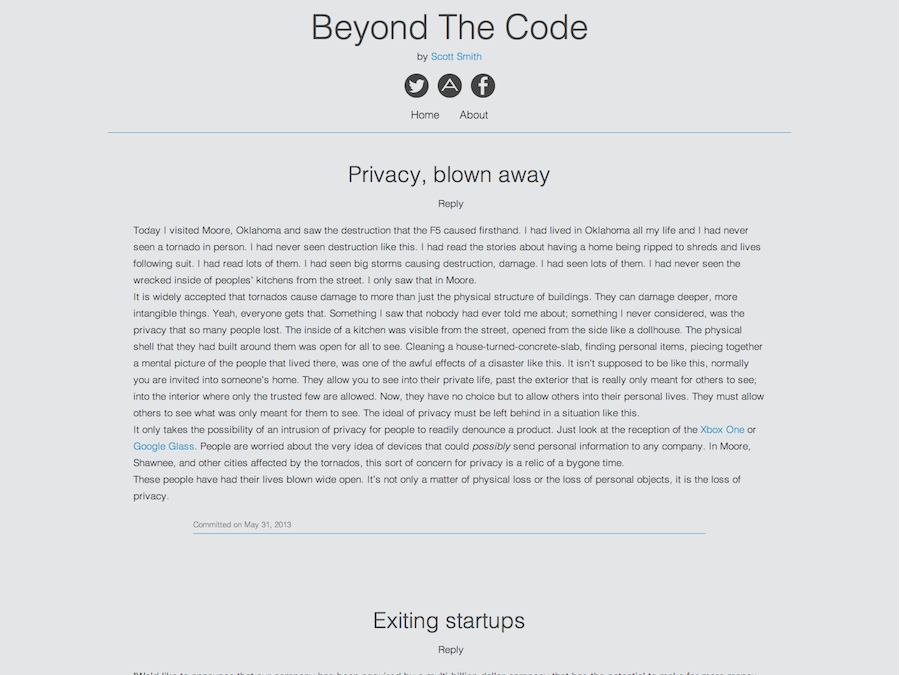 Beyond The Code
by Scott Smith
Home About
Privacy, blown away
Reply
Today I visited Moore, Oklahoma and saw the destruction that the F5 caused firsthand. I had lived in Oklahoma all my life and I had never
seen a tornado in person. I had never seen destruction like this. I had read the stories about having a home being ripped to shreds and lives
following suit. I had read lots of them. I had seen big storms causing destruction, damage. I had seen lots of them. I had never seen the
wrecked inside of peoples' kitchens from the street. I only saw that in Moore.
It is widely accepted that tornados cause damage to more than just the physical structure of buildings. They can damage deeper, more
intangible things. Yeah, everyone gets that. Something I saw that nobody had ever told me about; something I never considered, was the
privacy that so many people lost. The inside of a kitchen was visible from the street, opened from the side like a dollhouse. The physical
shell that they had built around them was open for all to see. Cleaning a house-turned-concrete-slab, finding personal items, piecing together
a mental picture of the people that lived there, was one of the awful effects of a disaster like this. It isn't supposed to be like this, normally
you are invited into someone's home. They allow you to see into their private life, past the exterior that is really only meant for others to see;
into the interior where only the trusted few are allowed. Now, they have no choice but to allow others into their personal lives. They must allow
others to see what was only meant for them to see. The ideal of privacy must be left behind in a situation like this.
It only takes the possibility of an intrusion of privacy for people to readily denounce a product. Just look at the reception of the Xbox One or
Google Glass. People are worried about the very idea of devices that could possibly send personal information to any company. In Moore,
Shawnee, and other cities affected by the tornados, this sort of concern for privacy is a relic of a bygone time.
These people have had their lives blown wide open. It's not only a matter of physical loss or the loss of personal objects, it is the loss of
privacy.
Committed on May 31, 2013
Exiting startups
Reply